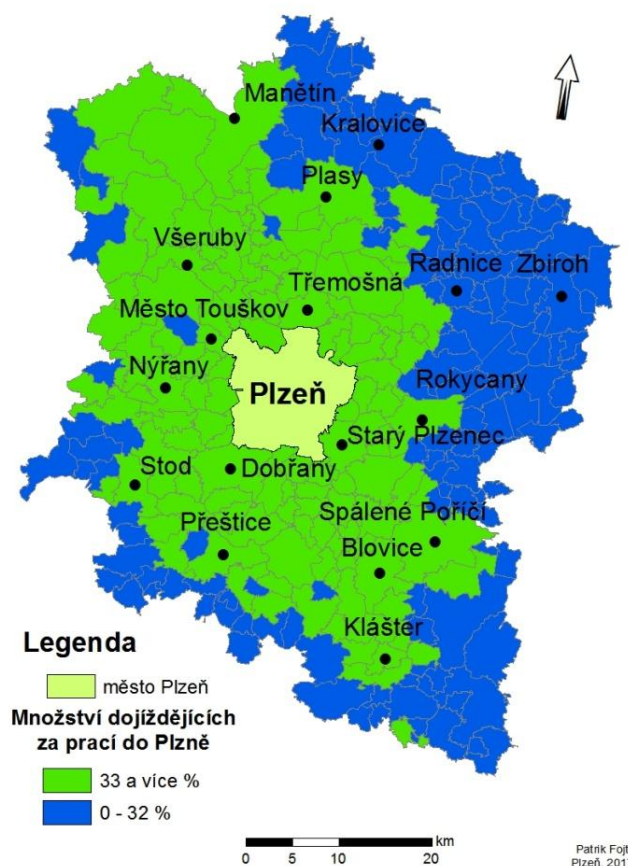 Manětín
Kralovice
Plasy
Všeruby
Třemošná
Radnice
Zbiroh
Město Touškov
Nýřany
Plzeň
Rokycany
Starý Plzenec
Stod
Dobřany
Spálené Poříčí
Přeštice
Blovice
Klášter
Legenda
město Plzeň
Množství dojíždějících
za prací do Plzně
33 a více %
0 - 32 %
km
0 5 10 20
Patrik Fojt
Plzeň, 201